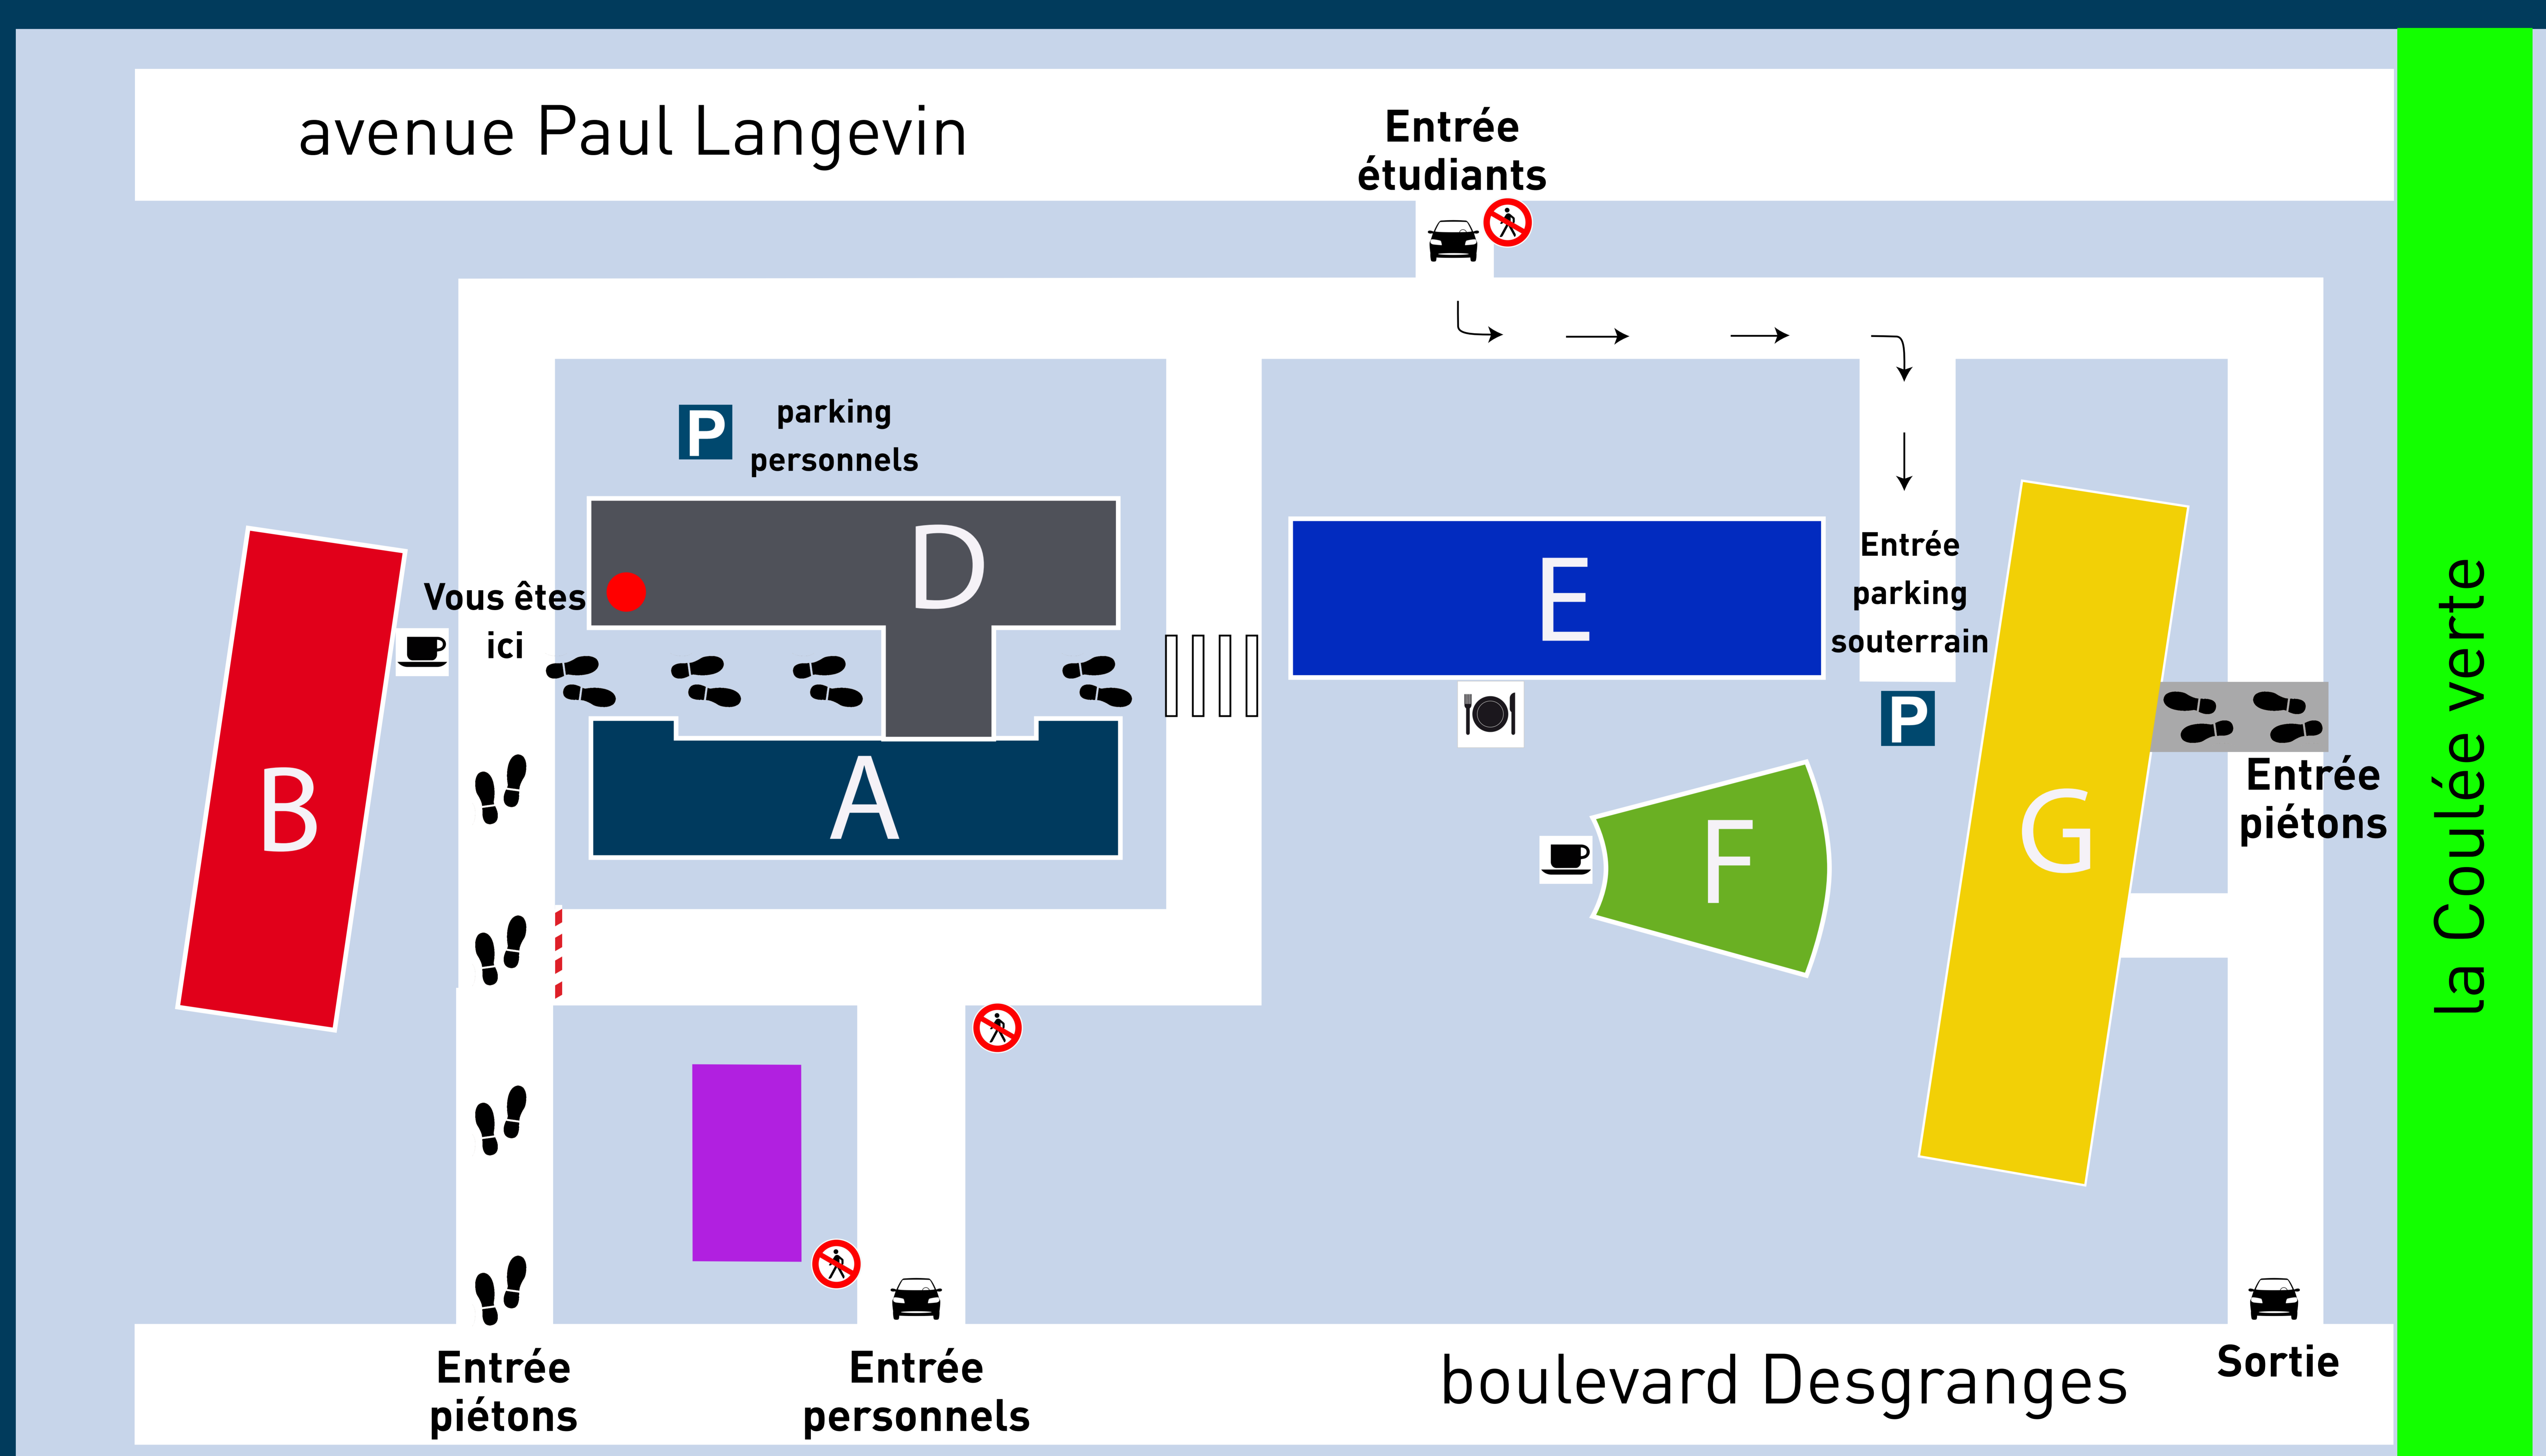 avenue Paul Langevin
Entrée
étudiants
P
parking
personnels
D
E
Entrée
parking
souterrain
Vous êtes
ici
P
B
A
F
G
Entrée
piétons
la Coulée verte
Entrée
piétons
Entrée
personnels
boulevard Desgranges
Sortie